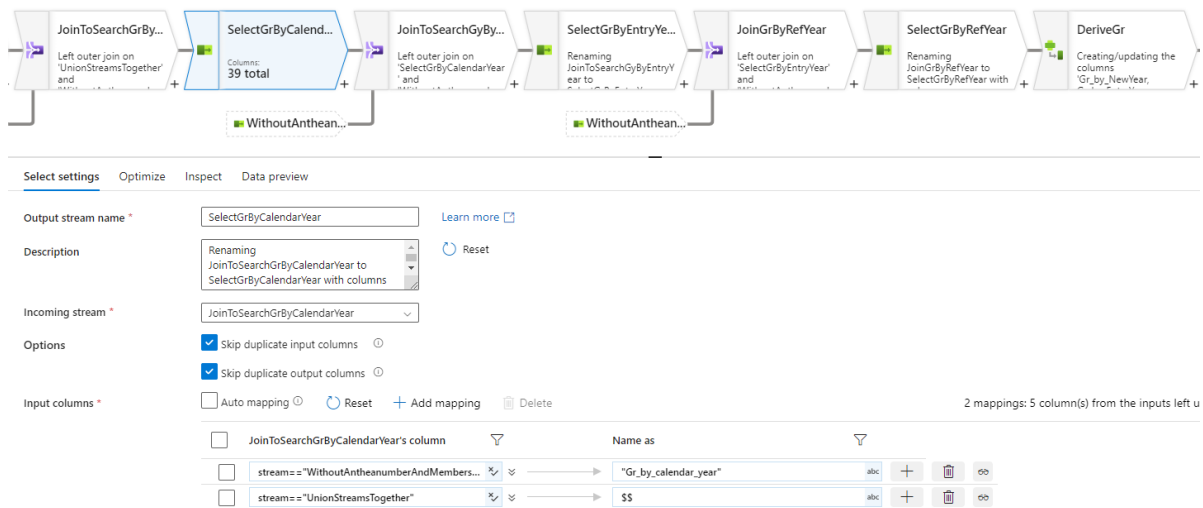 JoinToSearchGrBy...
Left outer join on
'UnionStreamsTogether'
and
SelectGrByCalend...
Columns:
39 total
JoinToSearchGyBy...
Left outer join on
'SelectGrByCalendarYear
' and
SelectGrByEntryYe...
Renaming
JoinToSearchGyByEntryY
ear to
JoinGrByRefYear
Left outer join on
'SelectGrByEntryYear'
and
SelectGrByRefYear
Renaming
JoinGrByRefYear to
SelectGrByRefYear with
DeriveGr
Creating/updating the
columns
'Gr_by_NewYear,
+ + + + + + +
WithoutAnthean...
WithoutAnthean...
Select settings Optimize Inspect Data preview
Output stream name * SelectGrByCalendarYear Learn more
Description Renaming
JoinToSearchGrByCalendarYear to
SelectGrByCalendarYear with columns
Reset
Incoming stream * JoinToSearchGrByCalendarYear
Options Skip duplicate input columns
Skip duplicate output columns
Input columns * Auto mapping Reset + Add mapping Delete 2 mappings: 5 column(s) from the inputs left u
JoinToSearchGrByCalendarYear's column Name as
stream=="WithoutAntheanumberAndMembers... "Gr_by_calendar_year" abc +
stream=="UnionStreamsTogether" $$ abc +